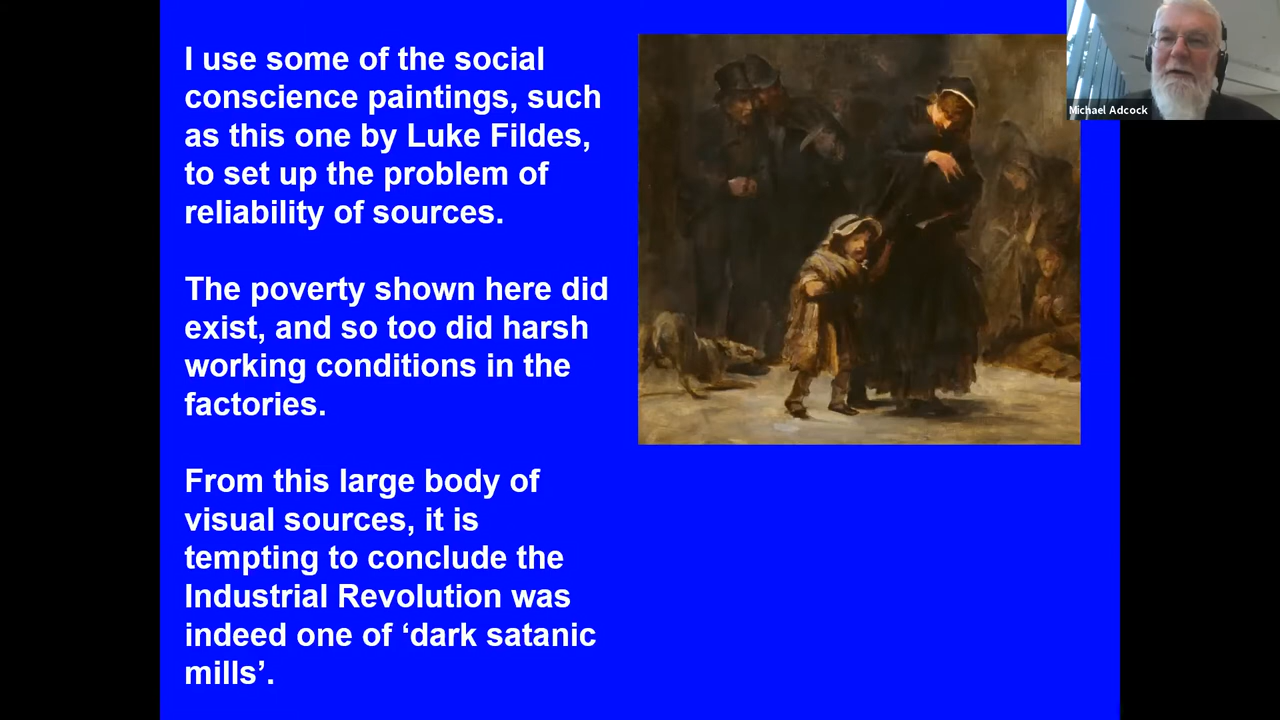 I use some of the social
conscience paintings, such
as this one by Luke Fildes,
to set up the problem of
reliability of sources.
The poverty shown here did
exist, and so too did harsh
working conditions in the
factories.
From this large body of
visual sources, it is
tempting to conclude the
Industrial Revolution was
indeed one of ‘dark satanic
mills’.
Michael Adcock